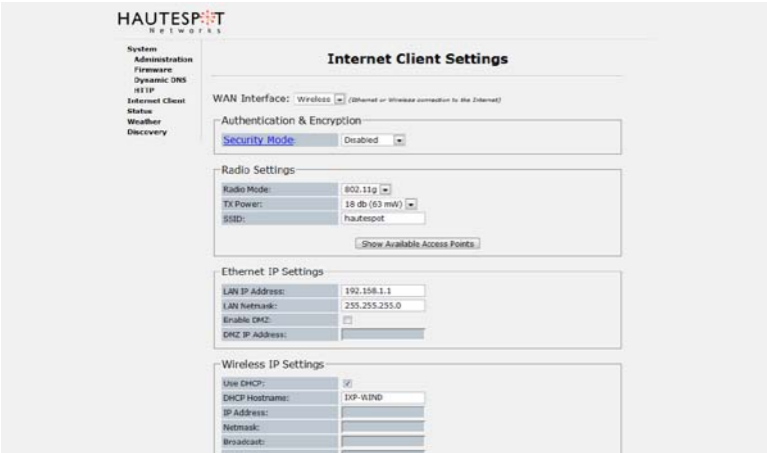 HAUTESPOT
Networks
System
Administration
Firmware
Dynamic DNS
HTTP
Internet Client
Status
Weather
Discovery
Internet Client Settings
WAN Interface: Wireless (Ethernet or Wireless connection to the Internet)
Authentication & Encryption
Security Mode: Disabled
Radio Settings
Radio Mode: 802.11g
TX Power: 18 db (63 mW)
SSID: hautespot
Show Available Access Points
Ethernet IP Settings
LAN IP Address: 192.158.1.1
LAN Netmask: 255.255.255.0
Enable DMZ:
DMZ IP Address:
Wireless IP Settings
Use DHCP:
DHCP Hostname: IXP-WIND
IP Address:
Netmask:
Broadcast: